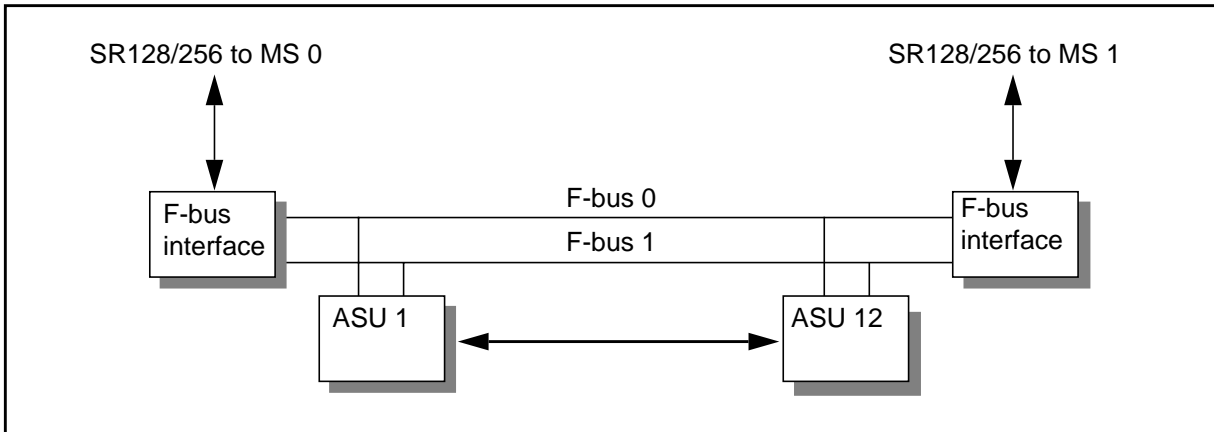 SR128/256 to MS 0
SR128/256 to MS 1
F-bus
interface
F-bus 0
F-bus 1
F-bus
interface
ASU 1
ASU 12